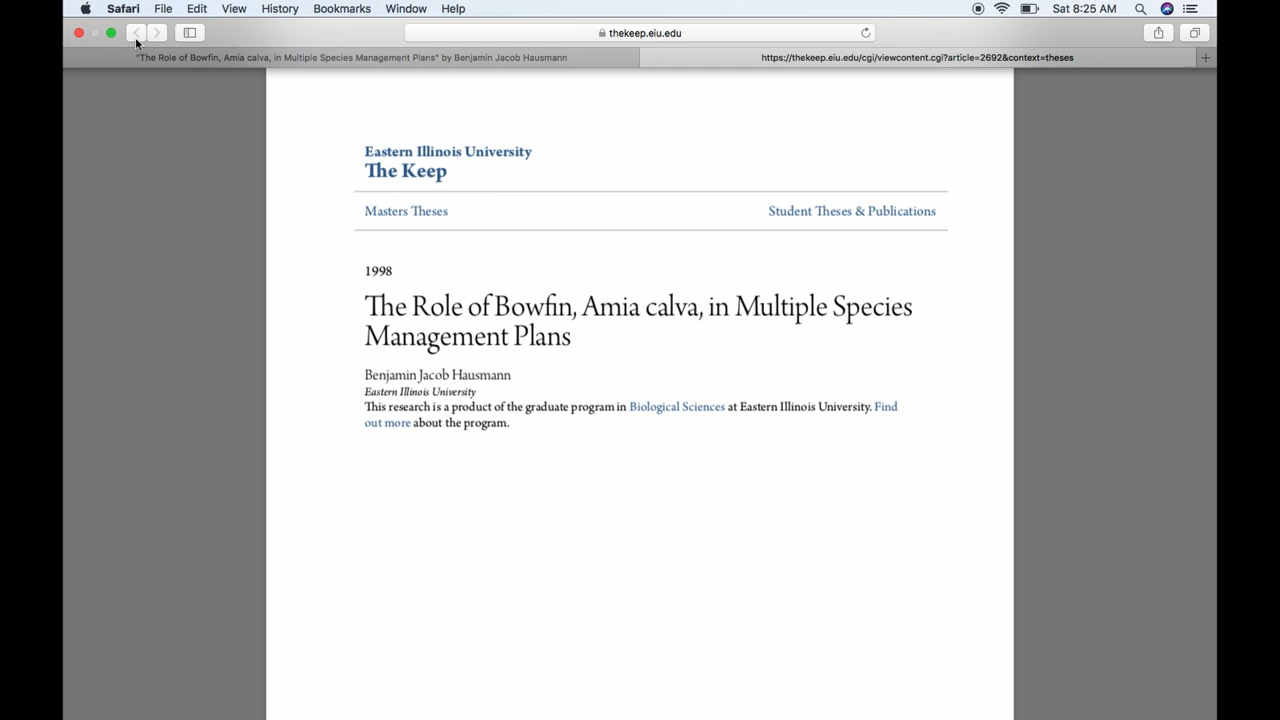 Safari File Edit View History Bookmarks Window Help Sat 8:25 AM
thekeep.eiu.edu
"The Role of Bowfin, Amia calva, in Multiple Species Management Plans" by Benjamin Jacob Hausmann
https://thekeep.eiu.edu/cgi/viewcontent.cgi?article=2692&context=theses
Eastern Illinois University
The Keep
Masters Theses Student Theses & Publications
1998
The Role of Bowfin, Amia calva, in Multiple Species
Management Plans
Benjamin Jacob Hausmann
Eastern Illinois University
This research is a product of the graduate program in Biological Sciences at Eastern Illinois University. Find
out more about the program.